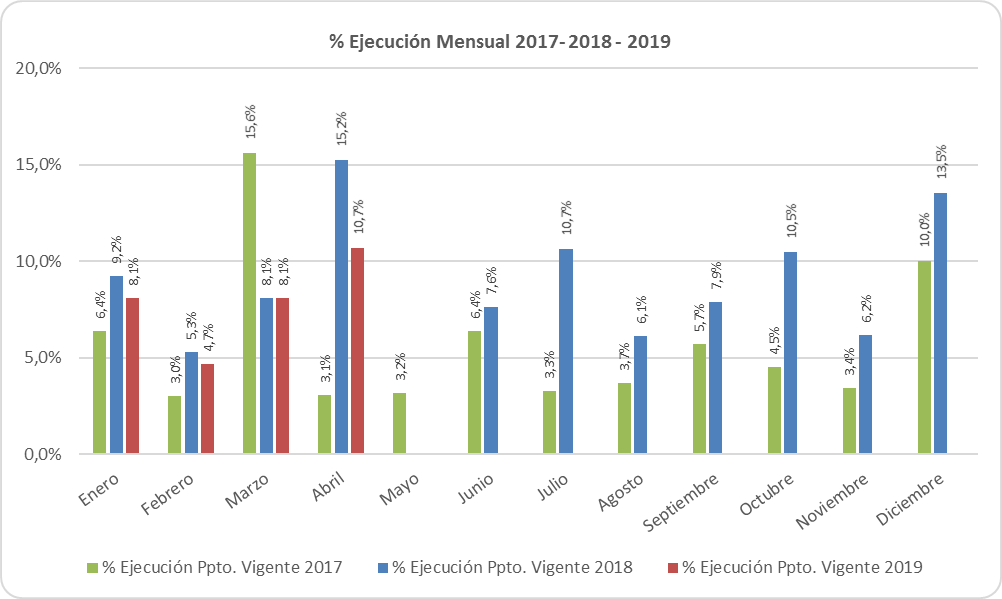 % Ejecución Mensual 2017- 2018 - 2019
20,0%
15,0%
10,0%
5,0%
0,0%
6,4%
9,2%
8,1%
3,0%
5,3%
4,7%
15,6%
8,1%
8,1%
3,1%
15,2%
10,7%
3,2%
6,4%
7,6%
3,3%
10,7%
3,7%
6,1%
5,7%
7,9%
4,5%
10,5%
3,4%
6,2%
10,0%
13,5%
Enero
Febrero
Marzo
Abril
Mayo
Junio
Julio
Agosto
Septiembre
Octubre
Noviembre
Diciembre
% Ejecución Ppto. Vigente 2017
% Ejecución Ppto. Vigente 2018
% Ejecución Ppto. Vigente 2019